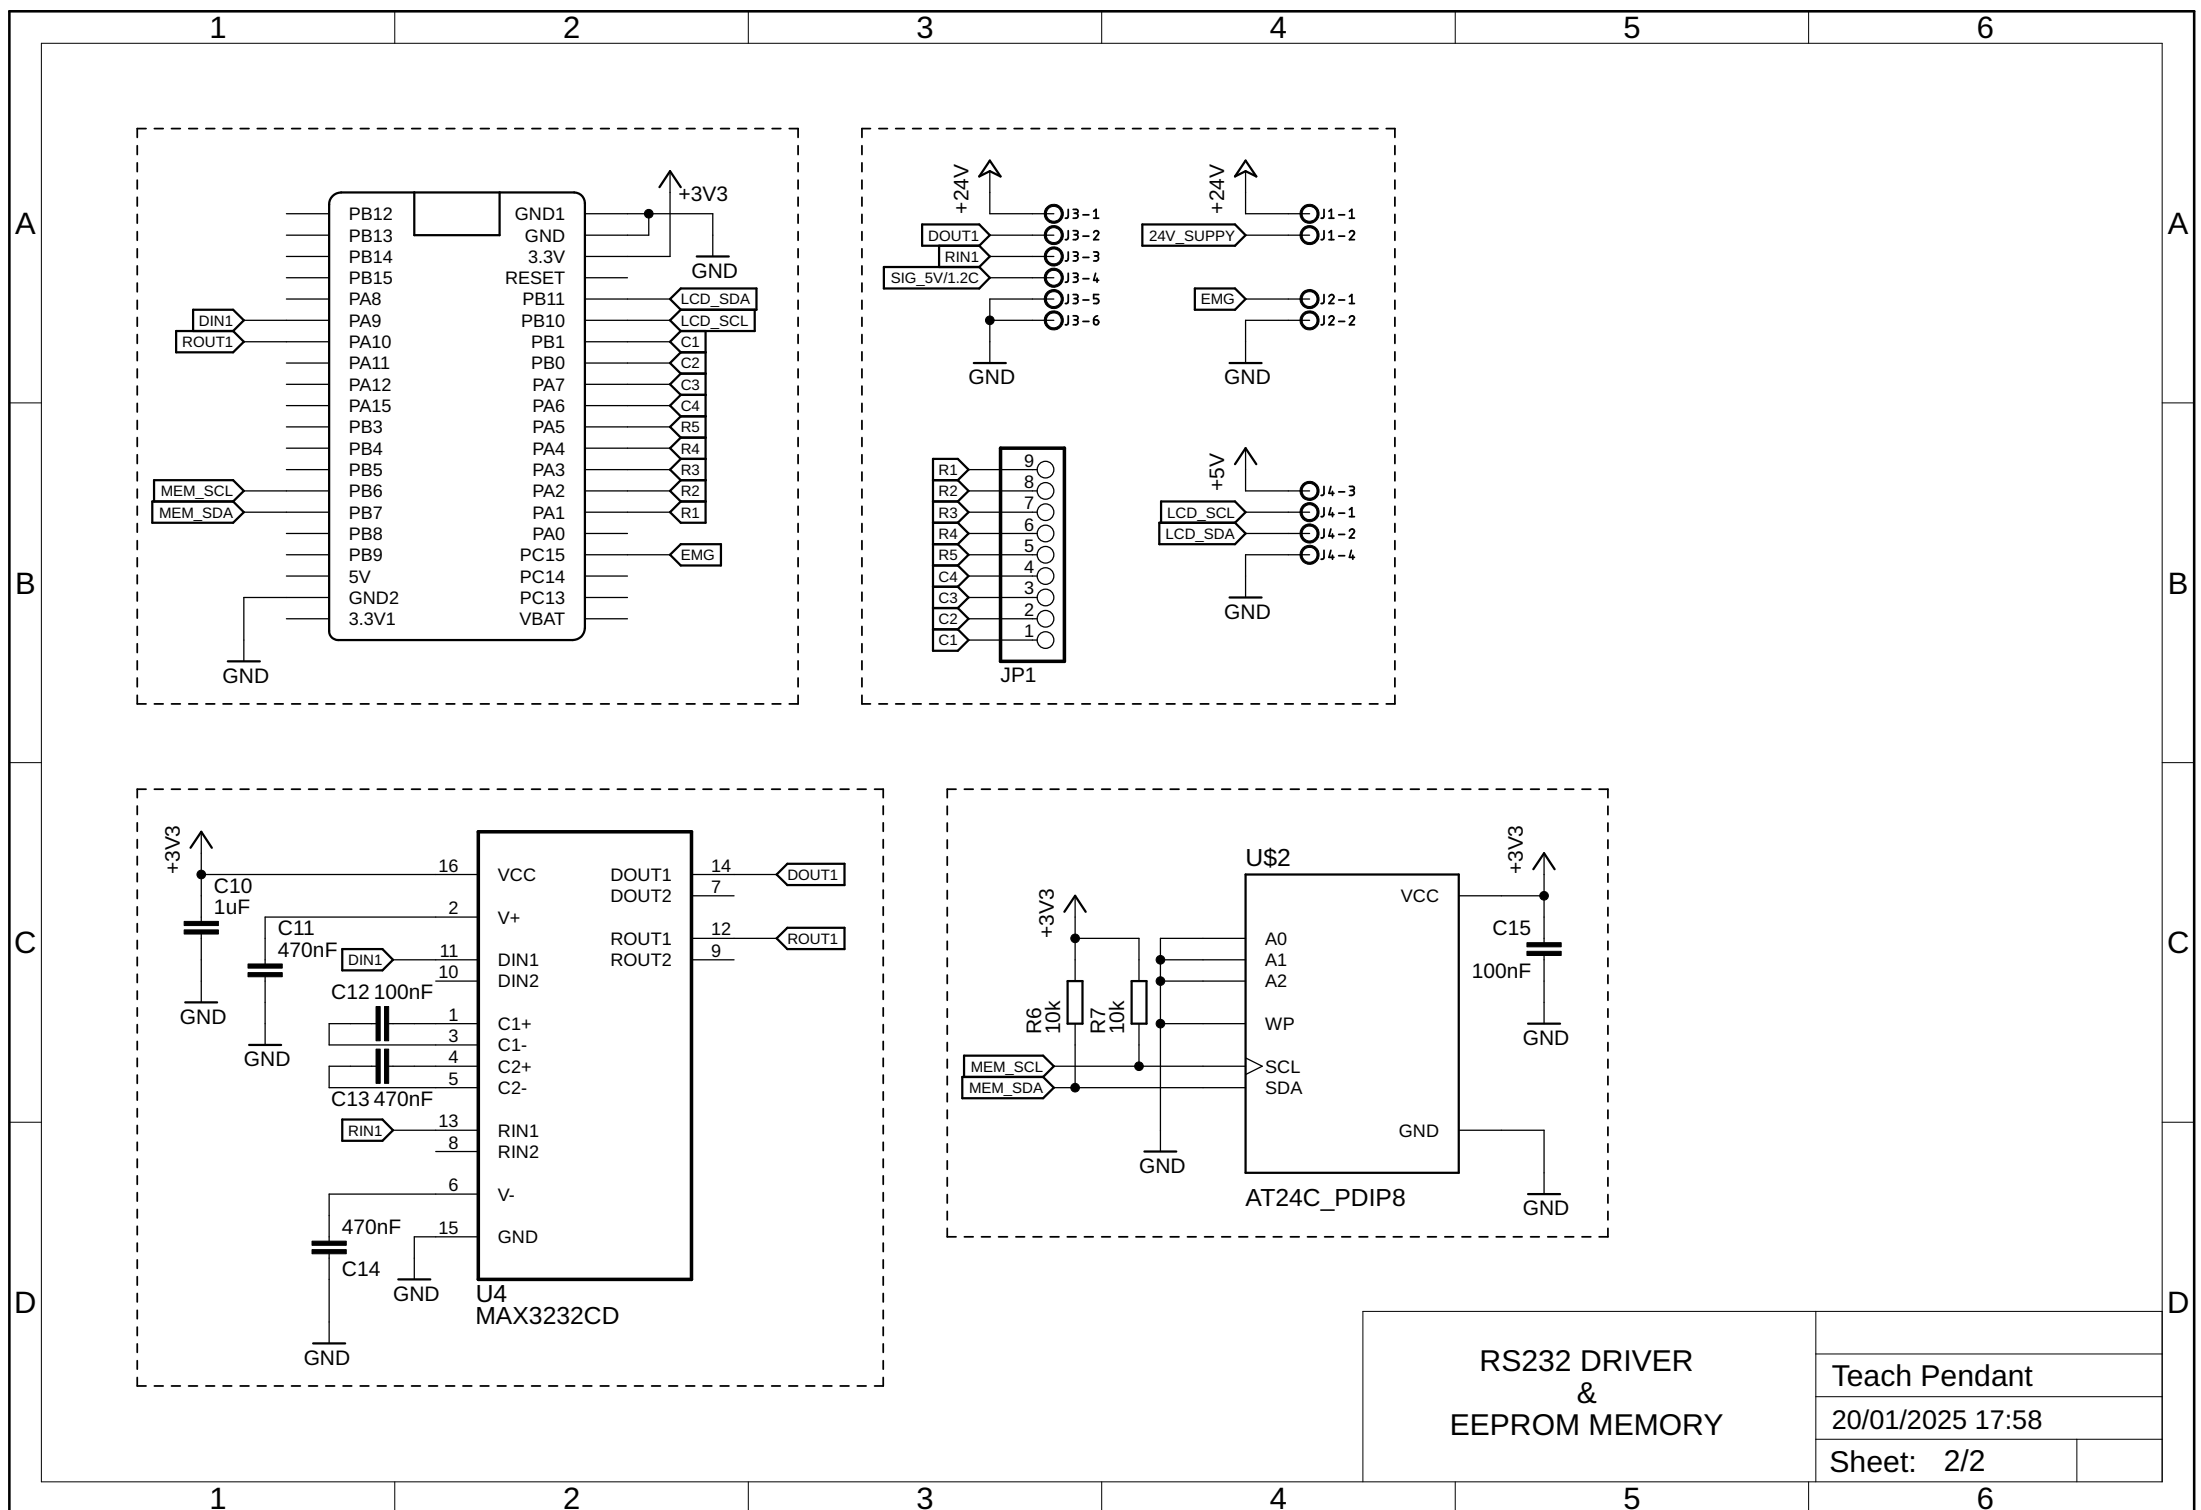 1 2 3 4 5 6
A
B
C
D
A
B
C
D
+3V3
PB12 GND1
PB13 GND
PB14 3.3V
GND
PB15 RESET
PA8 PB11 LCD_SDA
DIN1 PA9 PB10 LCD_SCL
ROUT1 PA10 PB1 C1
PA11 PB0 C2
PA12 PA7 C3
PA15 PA6 C4
PB3 PA5 R5
PB4 PA4 R4
PB5 PA3 R3
MEM_SCL PB6 PA2 R2
MEM_SDA PB7 PA1 R1
PB8 PA0
PB9 PC15 EMG
5V PC14
GND2 PC13
3.3V1 VBAT
GND
+24V
J3-1
DOUT1 J3-2
RIN1 J3-3
SIG_5V/1.2C J3-4
J3-5
J3-6
GND
+24V
J1-1
24V_SUPPY J1-2
EMG J2-1
J2-2
GND
R1 9
R2 8
R3 7
R4 6
R5 5
C4 4
C3 3
C2 2
C1 1
JP1
+5V
J4-3
LCD_SCL J4-1
LCD_SDA J4-2
J4-4
GND
+3V3
C10
1uF
GND
C11
470nF
GND
16 VCC DOUT1 14 DOUT1
DOUT2 7
2 V+
ROUT1 12 ROUT1
DIN1 11 DIN1 ROUT2 9
10 DIN2
C12 100nF
1 C1+
3 C1-
4 C2+
5 C2-
C13 470nF
RIN1 13 RIN1
8 RIN2
6 V-
470nF
C14
GND
15 GND
GND
U4
MAX3232CD
U$2
+3V3
VCC
C15
100nF
GND
+3V3
A0
A1
A2
R6
10k
R7
10k
WP
MEM_SCL SCL
MEM_SDA SDA
GND
GND
GND
AT24C_PDIP8
RS232 DRIVER
&
EEPROM MEMORY
Teach Pendant
20/01/2025 17:58
Sheet: 2/2
1 2 3 4 5 6